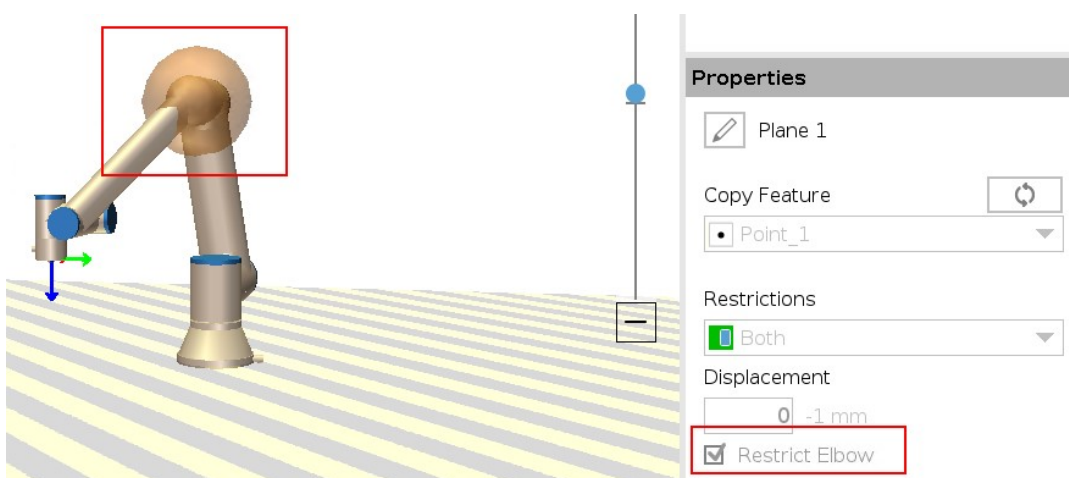 Properties
Plane 1
Copy Feature
Point_1
Restrictions
Both
Displacement
0 -1 mm
Restrict Elbow